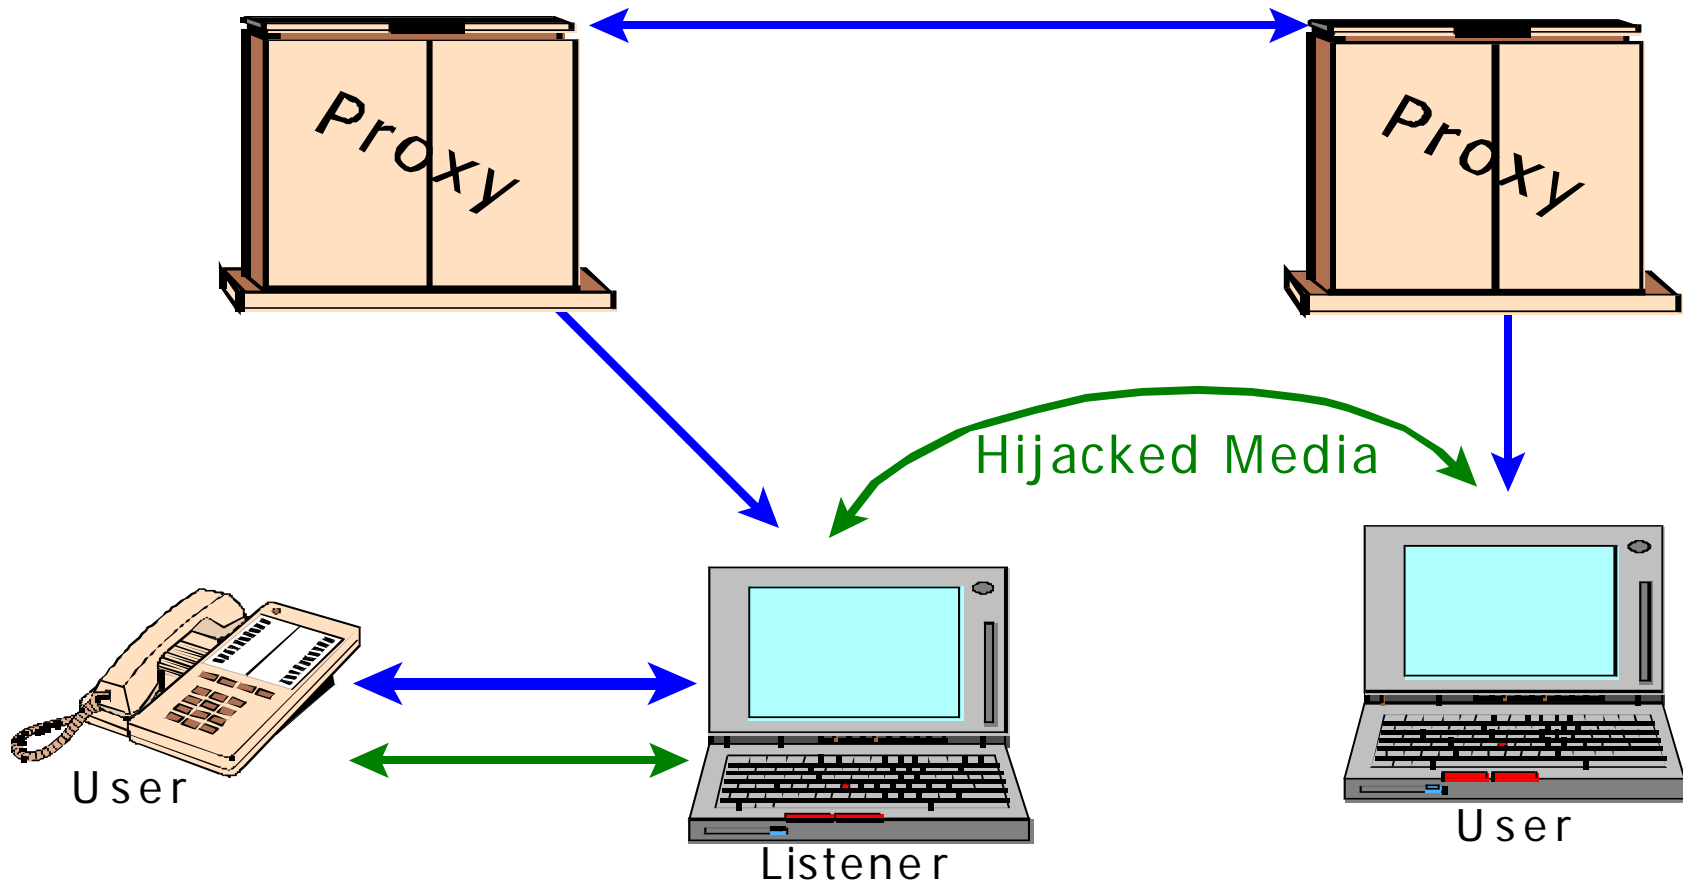 Proxy
Proxy
Hijacked Media
User
User
Listener